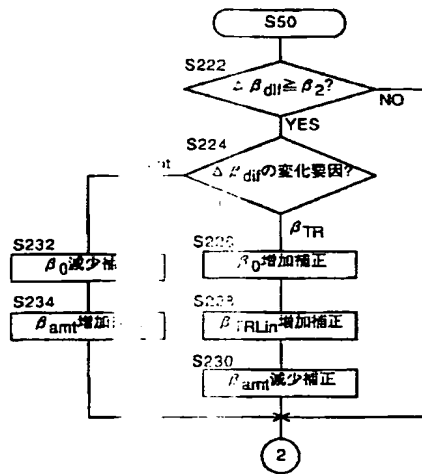 S50
S222
△βdif≧β2?
NO
YES
S224
△βdifの変化要因?
βTR
S232
β0減少補
β0増加補正
S234
βamt増加
βTRLin増加補正
S230
βamt減少補正
2